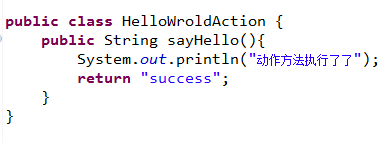 public class HelloWroldAction {
    public String sayHello(){
        System.out.println("动作方法执行了了");
        return "success";
    }
}